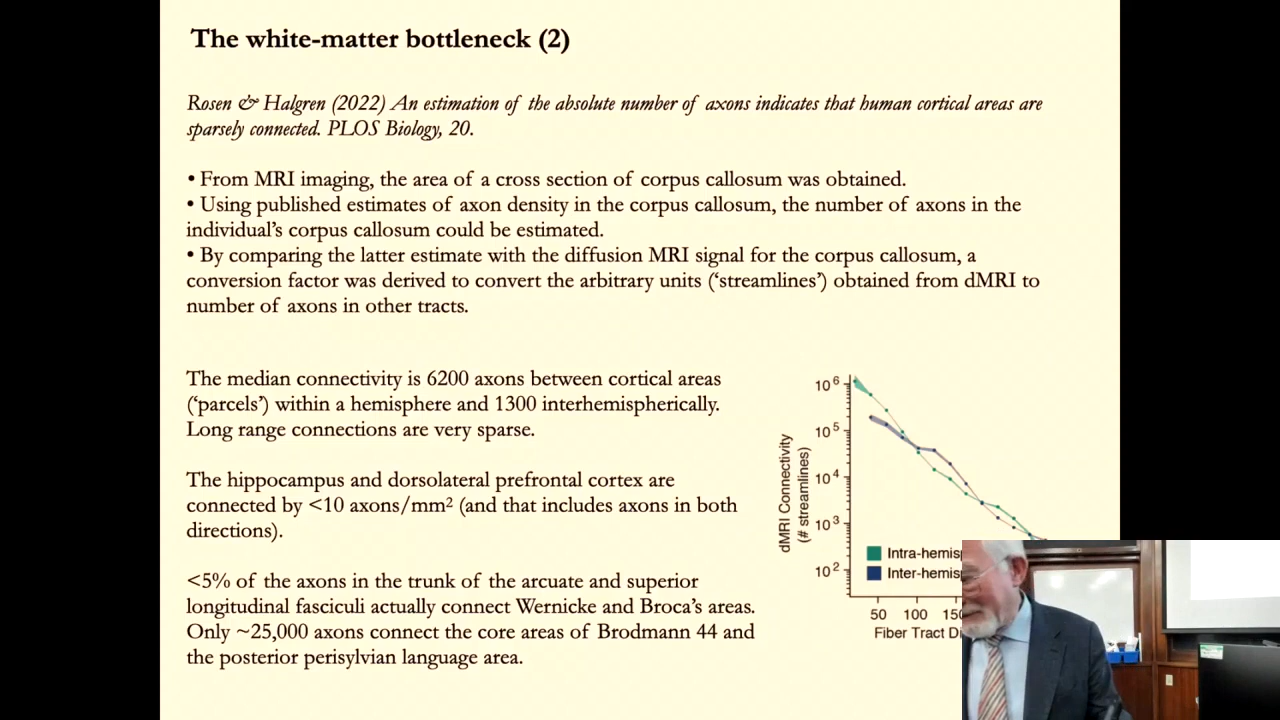 The white-matter bottleneck (2)
Rosen & Halgren (2022) An estimation of the absolute number of axons indicates that human cortical areas are
sparsely connected. PLOS Biology, 20.
• From MRI imaging, the area of a cross section of corpus callosum was obtained.
• Using published estimates of axon density in the corpus callosum, the number of axons in the
individual's corpus callosum could be estimated.
• By comparing the latter estimate with the diffusion MRI signal for the corpus callosum, a
conversion factor was derived to convert the arbitrary units ('streamlines') obtained from dMRI to
number of axons in other tracts.
The median connectivity is 6200 axons between cortical areas
('parcels') within a hemisphere and 1300 interhemispherically.
Long range connections are very sparse.
The hippocampus and dorsolateral prefrontal cortex are
connected by <10 axons/mm² (and that includes axons in both
directions).
<5% of the axons in the trunk of the arcuate and superior
longitudinal fasciculi actually connect Wernicke and Broca's areas.
Only ~25,000 axons connect the core areas of Brodmann 44 and
the posterior perisylvian language area.
dMRI Connectivity
(# streamlines)
10⁶
10⁵
10⁴
10³
10²
Intra-hemis
Inter-hemis
50 100 150
Fiber Tract Di